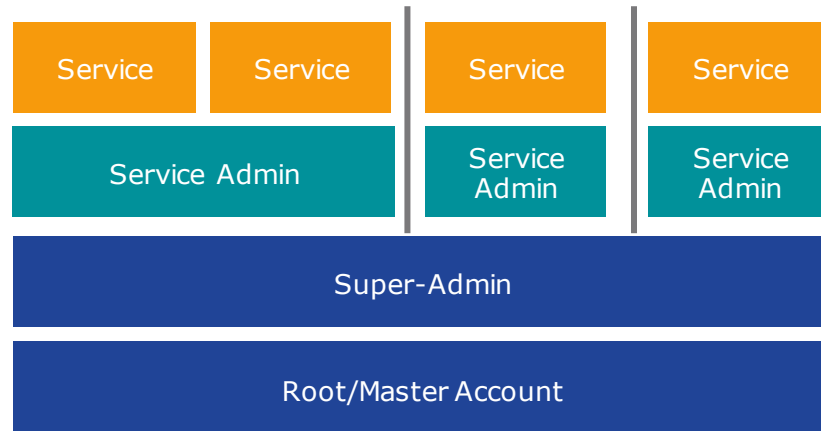 Service
Service
Service
Service
Service Admin
Service
Admin
Service
Admin
Super-Admin
Root/Master Account